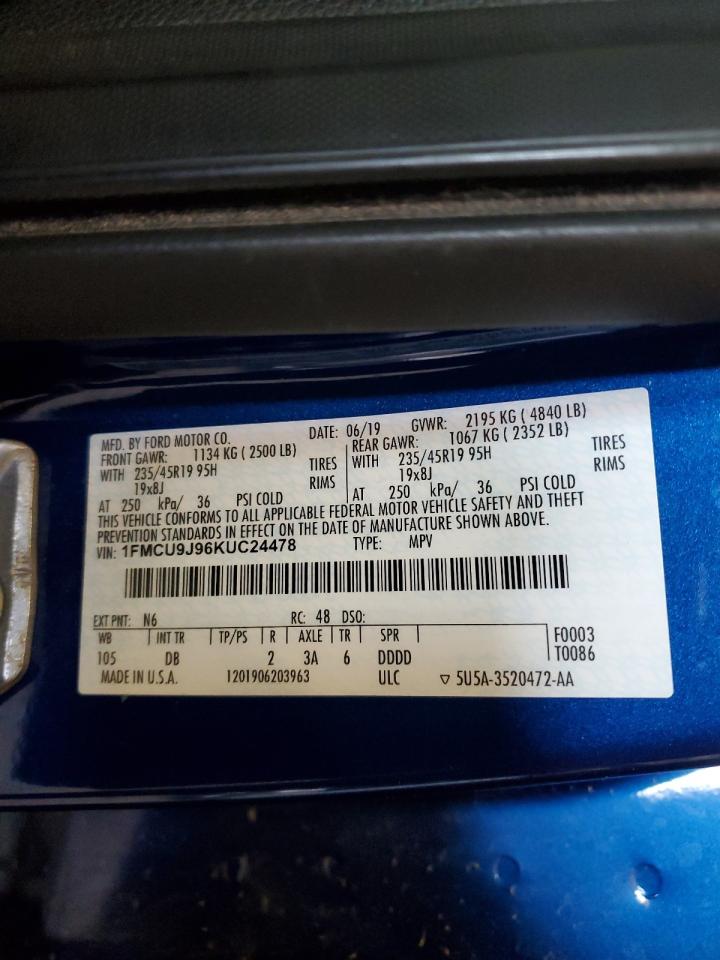 MFD. BY FORD MOTOR CO. DATE: 06/19 GVWR: 2195 KG ( 4840 LB)
FRONT GAWR: 1134 KG ( 2500 LB) REAR GAWR: 1067 KG ( 2352 LB)
WITH 235/45R19 95H TIRES WITH 235/45R19 95H TIRES
19x8J RIMS 19x8J RIMS
AT 250 kPa/ 36 PSI COLD AT 250 kPa/ 36 PSI COLD
THIS VEHICLE CONFORMS TO ALL APPLICABLE FEDERAL MOTOR VEHICLE SAFETY AND THEFT
PREVENTION STANDARDS IN EFFECT ON THE DATE OF MANUFACTURE SHOWN ABOVE.
VIN: 1FMCU9J96KUC24478 TYPE: MPV
EXT PNT: N6 RC: 48 DSO:
WB INT TR TP/PS R AXLE TR SPR F0003
105 DB 2 3A 6 DDDD T0086
MADE IN U.S.A. 1201906203963 ULC ▽ 5U5A-3520472-AA